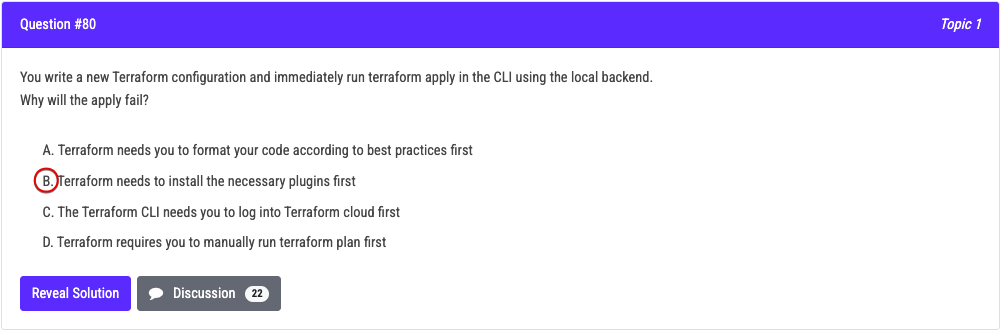 Question #80
Topic 1
You write a new Terraform configuration and immediately run terraform apply in the CLI using the local backend.
Why will the apply fail?
A. Terraform needs you to format your code according to best practices first
B. Terraform needs to install the necessary plugins first
C. The Terraform CLI needs you to log into Terraform cloud first
D. Terraform requires you to manually run terraform plan first
Reveal Solution
Discussion 22